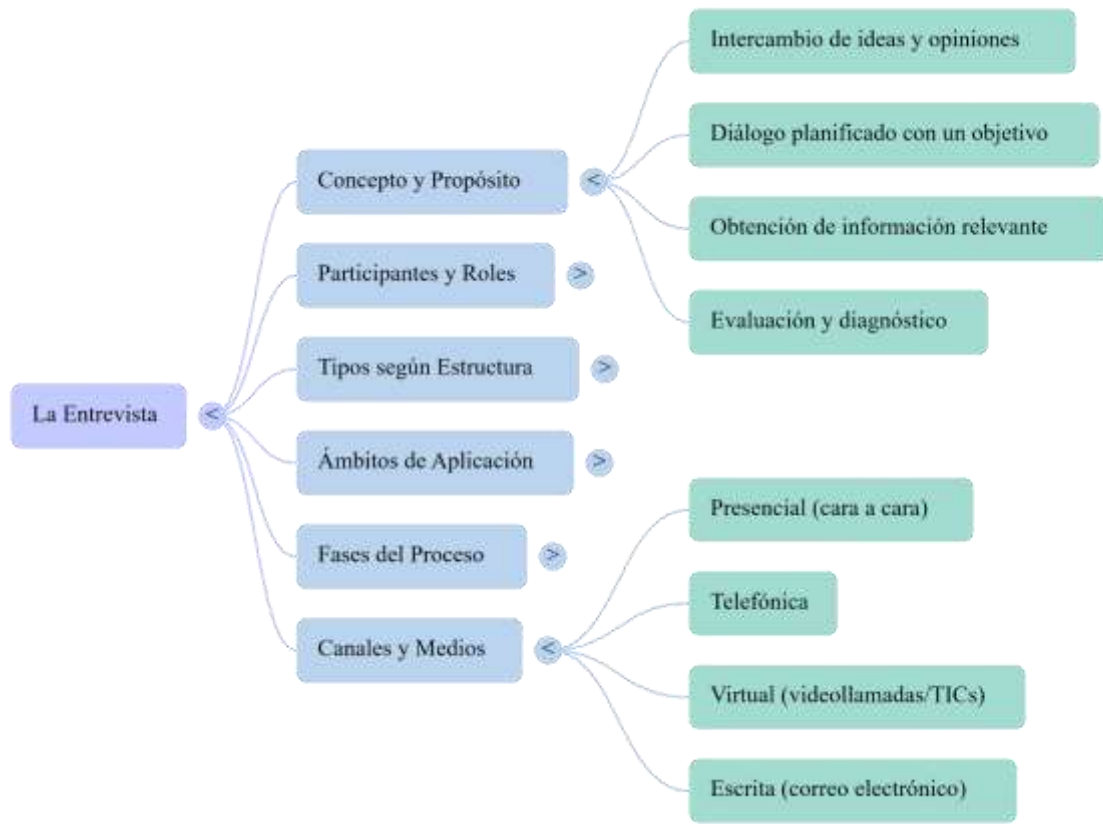 La Entrevista
Concepto y Propósito
Intercambio de ideas y opiniones
Diálogo planificado con un objetivo
Obtención de información relevante
Evaluación y diagnóstico
Participantes y Roles
Tipos según Estructura
Ámbitos de Aplicación
Fases del Proceso
Canales y Medios
Presencial (cara a cara)
Telefónica
Virtual (videollamadas/TICs)
Escrita (correo electrónico)